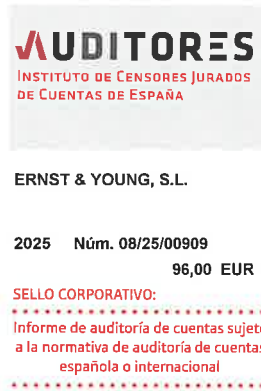 AUDITORES
INSTITUTO DE CENSORES JURADOS
DE CUENTAS DE ESPAÑA
ERNST & YOUNG, S.L.
2025 Núm. 08/25/00909
96,00 EUR
SELLO CORPORATIVO:
Informe de auditoría de cuentas sujet
a la normativa de auditoría de cuentas
española o internacional